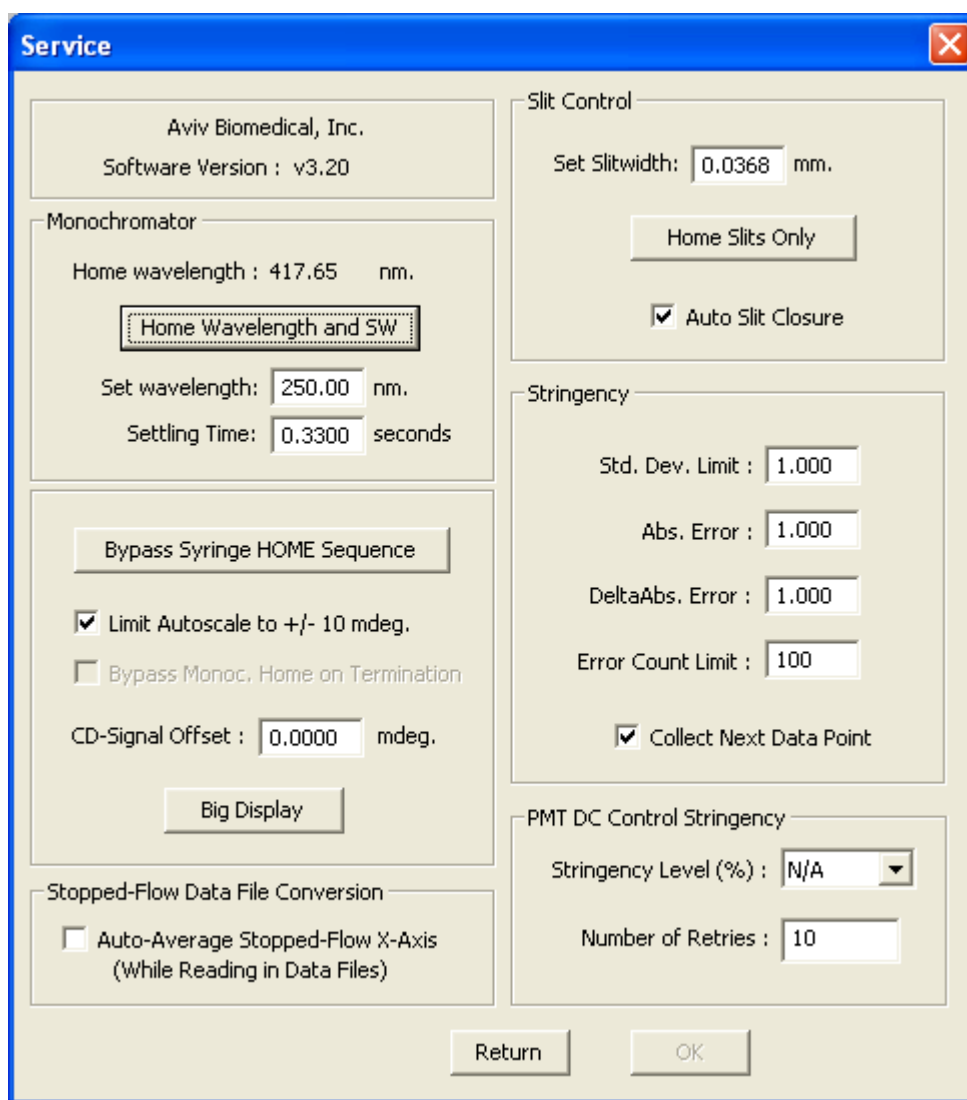 Service
Aviv Biomedical, Inc.
Software Version : v3.20
Monochromator
Home wavelength : 417.65 nm.
Home Wavelength and SW
Set wavelength: 250.00 nm.
Settling Time: 0.3300 seconds
Bypass Syringe HOME Sequence
Limit Autoscale to +/- 10 mdeg.
Bypass Monoc. Home on Termination
CD-Signal Offset : 0.0000 mdeg.
Big Display
Stopped-Flow Data File Conversion
Auto-Average Stopped-Flow X-Axis
(While Reading in Data Files)
Slit Control
Set Slitwidth: 0.0368 mm.
Home Slits Only
Auto Slit Closure
Stringency
Std. Dev. Limit : 1.000
Abs. Error : 1.000
DeltaAbs. Error : 1.000
Error Count Limit : 100
Collect Next Data Point
PMT DC Control Stringency
Stringency Level (%) : N/A
Number of Retries : 10
Return
OK